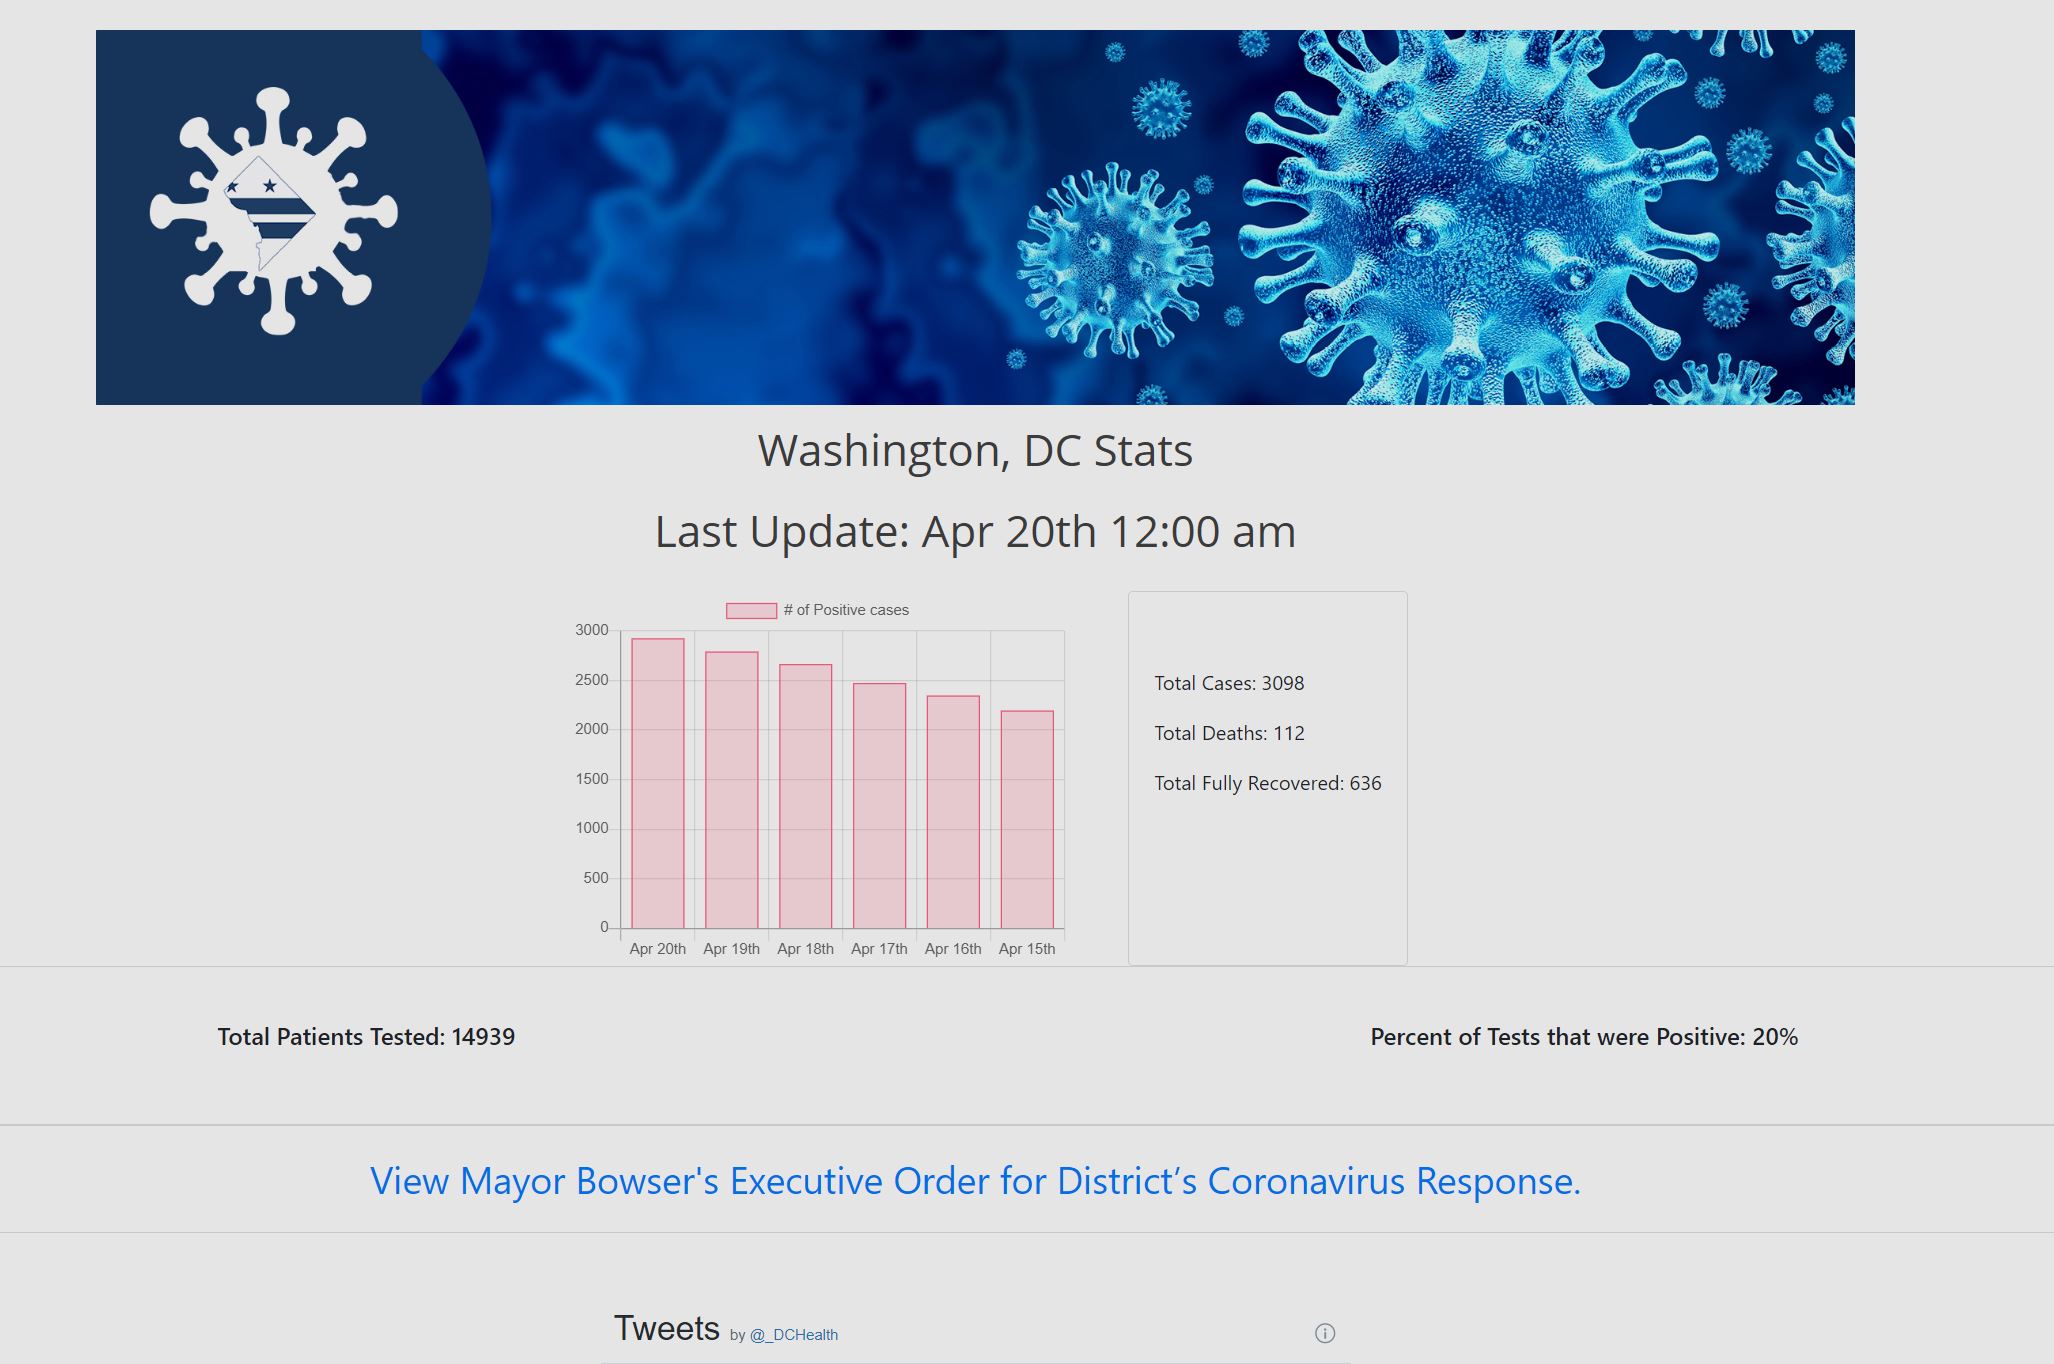 Washington, DC Stats
Last Update: Apr 20th 12:00 am
# of Positive cases
3000
2500
2000
1500
1000
500
0
Apr 20th Apr 19th Apr 18th Apr 17th Apr 16th Apr 15th
Total Cases: 3098
Total Deaths: 112
Total Fully Recovered: 636
Total Patients Tested: 14939
Percent of Tests that were Positive: 20%
View Mayor Bowser's Executive Order for District’s Coronavirus Response.
Tweets by @_DCHealth